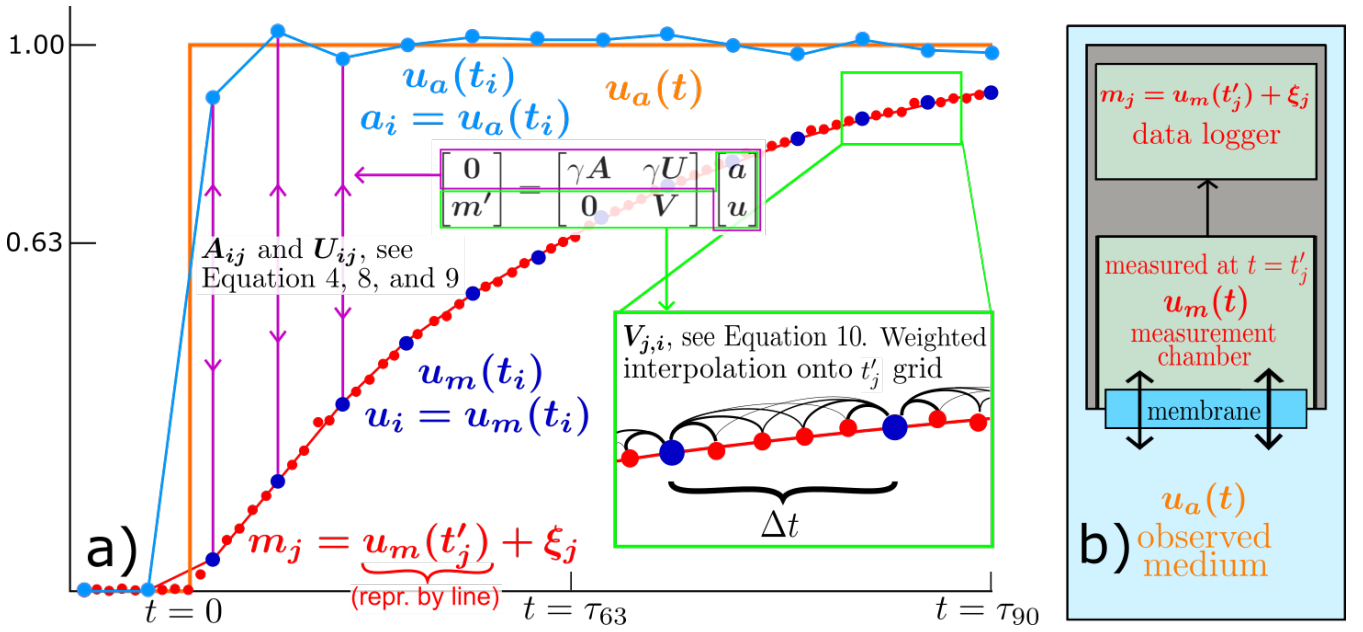 1.00
0.63
u_a(t_i)
a_i = u_a(t_i)
u_a(t)
[0] = [γA γU] [a]
[m′] [0 V] [u]
A_ij and U_ij, see
Equation 4, 8, and 9
u_m(t_i)
u_i = u_m(t_i)
V_j,i, see Equation 10. Weighted
interpolation onto t′_j grid
Δt
m_j = u_m(t′_j) + ξ_j
(repr. by line)
a)
t = 0
t = τ_63
t = τ_90
m_j = u_m(t′_j) + ξ_j
data logger
measured at t = t′_j
u_m(t)
measurement
chamber
membrane
u_a(t)
b) observed
medium